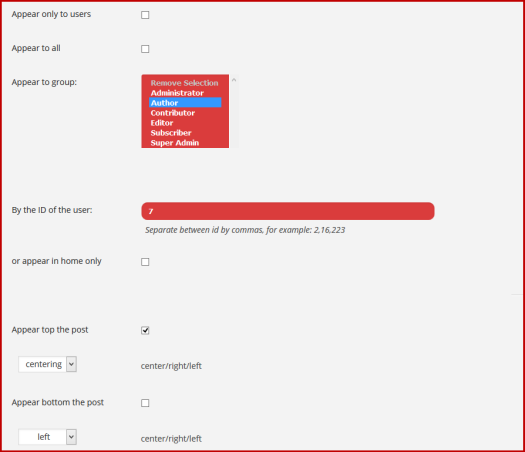 Appear only to users
Appear to all
Appear to group:
Remove Selection
Administrator
Author
Contributor
Editor
Subscriber
Super Admin
By the ID of the user:
7
Separate between id by commas, for example: 2,16,223
or appear in home only
Appear top the post
centering
center/right/left
Appear bottom the post
left
center/right/left